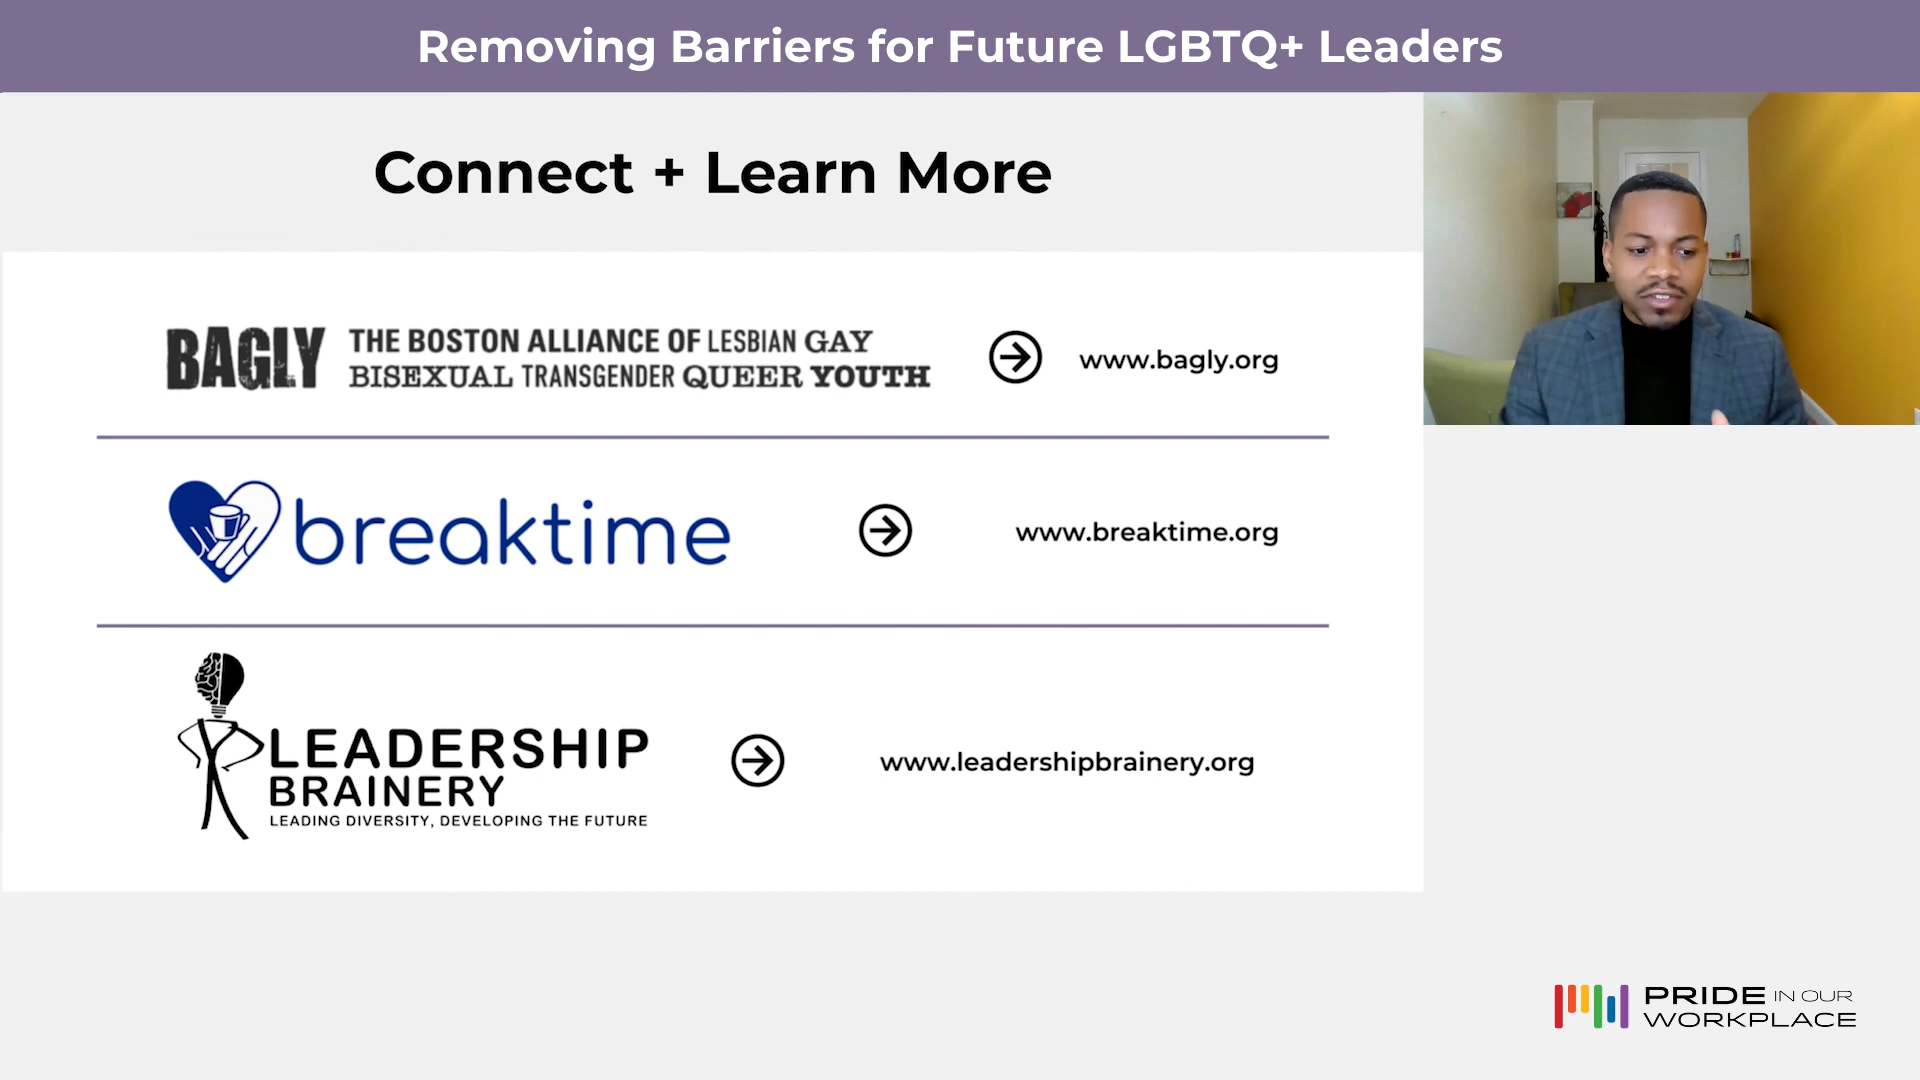 Removing Barriers for Future LGBTQ+ Leaders
Connect + Learn More
BAGLY
THE BOSTON ALLIANCE OF LESBIAN GAY
BISEXUAL TRANSGENDER QUEER YOUTH
www.bagly.org
breaktime
www.breaktime.org
LEADERSHIP
BRAINERY
LEADING DIVERSITY, DEVELOPING THE FUTURE
www.leadershipbrainery.org
PRIDE IN OUR
WORKPLACE